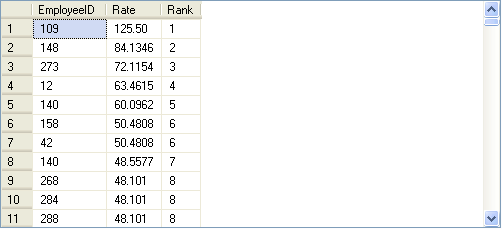 EmployeeID Rate Rank
1 109 125.50 1
2 148 84.1346 2
3 273 72.1154 3
4 12 63.4615 4
5 140 60.0962 5
6 158 50.4808 6
7 42 50.4808 6
8 140 48.5577 7
9 268 48.101 8
10 284 48.101 8
11 288 48.101 8